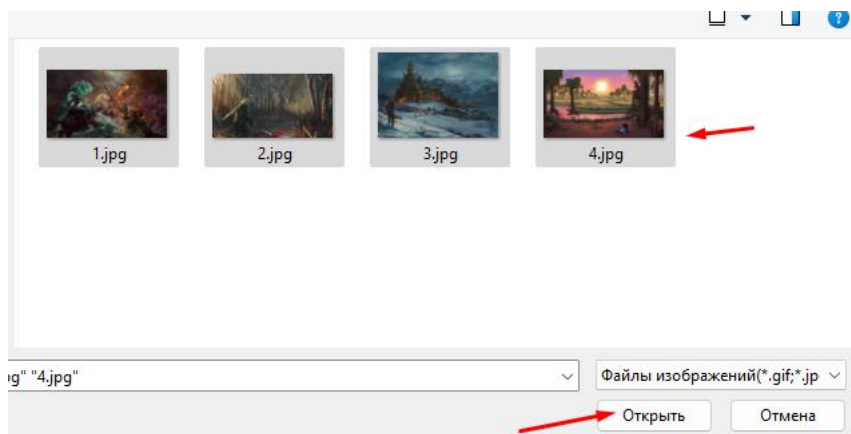 ?
1.jpg 2.jpg 3.jpg 4.jpg
"4.jpg" Файлы изображений(*.gif;*.jp
Открыть Отмена